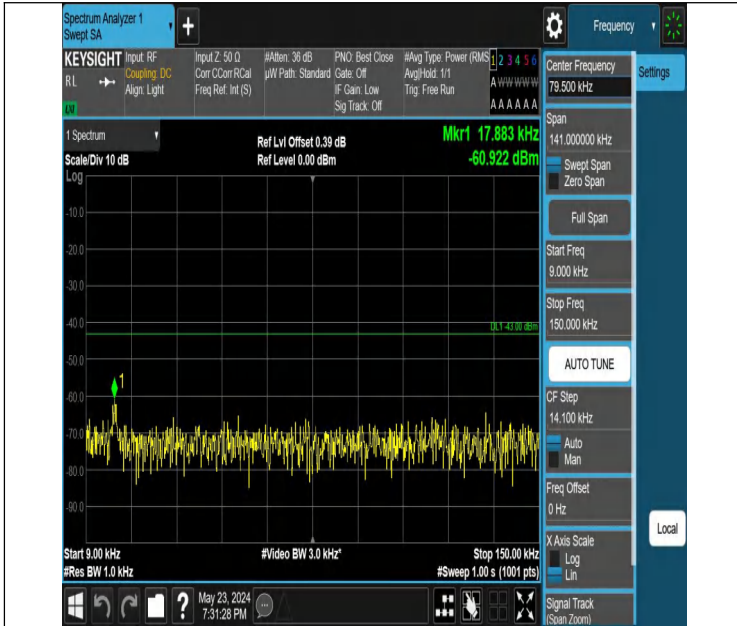 Spectrum Analyzer 1
Swept SA
+
Frequency
KEYSIGHT
RL
Input: RF
Coupling: DC
Align: Light
Input Z: 50 Ω
Corr CCorr RCal
Freq Ref: Int (S)
#Atten: 36 dB
µW Path: Standard
PNO: Best Close
Gate: Off
IF Gain: Low
Sig Track: Off
#Avg Type: Power (RMS
Avg|Hold: 1/1
Trig: Free Run
1 2 3 4 5 6
A W W W W W
A A A A A A
1 Spectrum
Scale/Div 10 dB
Log
Ref Lvl Offset 0.39 dB
Ref Level 0.00 dBm
Mkr1 17.883 kHz
-60.922 dBm
-10.0
-20.0
-30.0
-40.0
DL1 -43.00 dBm
-50.0
1
-60.0
-70.0
-80.0
-90.0
Start 9.00 kHz
#Res BW 1.0 kHz
#Video BW 3.0 kHz*
Stop 150.00 kHz
#Sweep 1.00 s (1001 pts)
?
May 23, 2024
7:31:28 PM
Center Frequency
79.500 kHz
Settings
Span
141.000000 kHz
Swept Span
Zero Span
Full Span
Start Freq
9.000 kHz
Stop Freq
150.000 kHz
AUTO TUNE
CF Step
14.100 kHz
Auto
Man
Freq Offset
0 Hz
X Axis Scale
Log
Lin
Local
Signal Track
(Span Zoom)